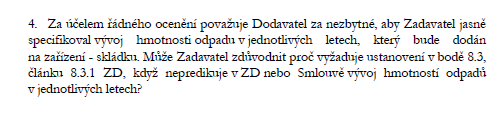 4. Za účelem řádného ocenění považuje Dodavatel za nezbytné, aby Zadavatel jasně
specifikoval vývoj hmotnosti odpadu v jednotlivých letech, který bude dodán
na zařízení - skládku. Může Zadavatel zdůvodnit proč vyžaduje ustanovení v bodě 8.3,
článku 8.3.1 ZD, když nepredikuje v ZD nebo Smlouvě vývoj hmotností odpadů
v jednotlivých letech?